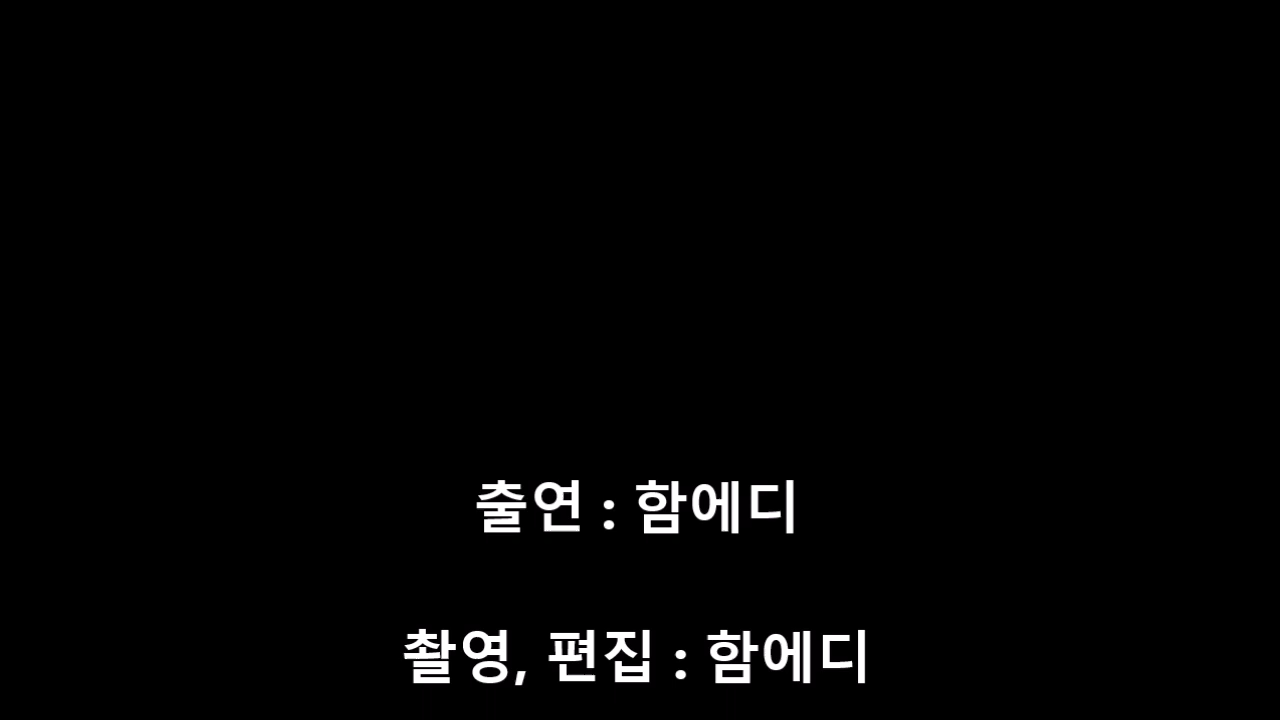 출연 : 함에디
촬영, 편집 : 함에디